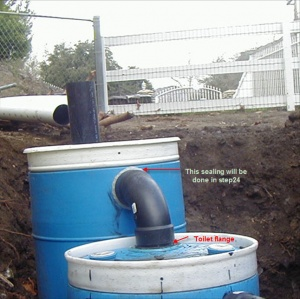 This sealing will be
done in step24
Toilet flange